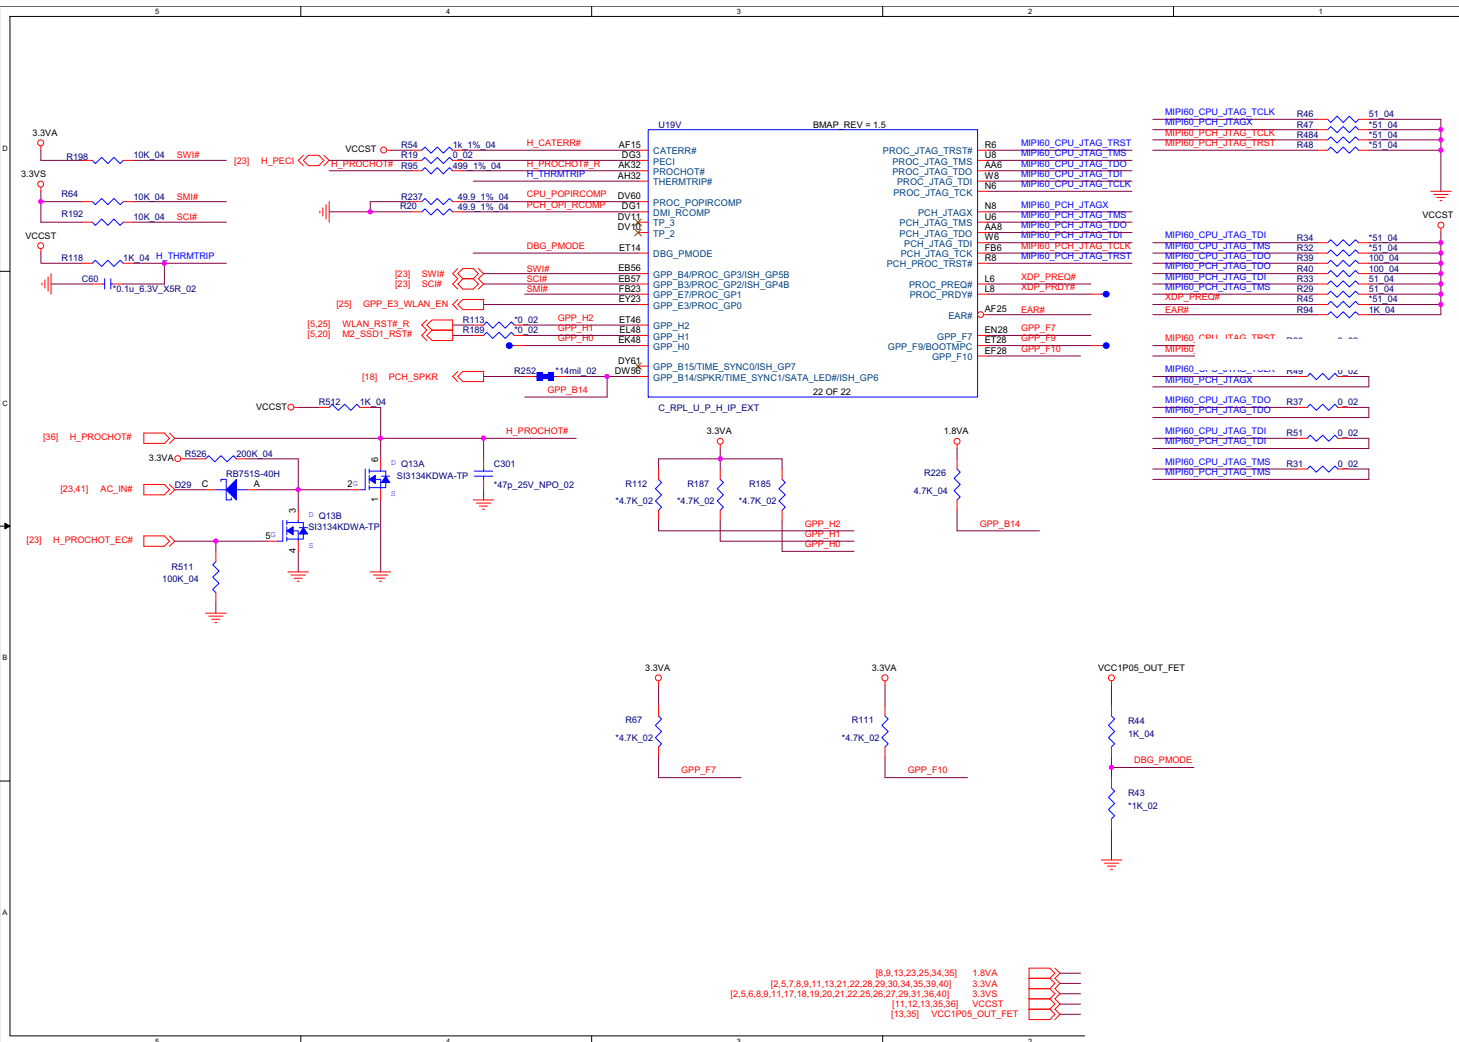 5 4 3 2 1
D
3.3VA
R198 10K_04 SWI#
3.3VS
R64 10K_04 SMI#
R192 10K_04 SCI#
VCCST
R118 1K_04 H_THRMTRIP
C60 *0.1u_6.3V_X5R_02
VCCST R54 1k_1%_04 H_CATERR# AF15
[23] H_PECI R19 0_02 DG3
H_PROCHOT# R95 499_1%_04 H_PROCHOT#_R AK32
H_THRMTRIP AH32
R237 49.9_1%_04 CPU_POPIRCOMP DV60
R20 49.9_1%_04 PCH_OPI_RCOMP DG1
DV11
DV10
DBG_PMODE ET14
[23] SWI# SWI# EB56
[23] SCI# SCI# EB57
SMI# FB23
[25] GPP_E3_WLAN_EN EY23
[5,25] WLAN_RST#_R R113 *0_02 GPP_H2 ET46
[5,20] M2_SSD1_RST# R189 *0_02 GPP_H1 EL48
GPP_H0 EK48
DY61
[18] PCH_SPKR R252 *14mil_02 DW56
GPP_B14
U19V BMAP_REV = 1.5
CATERR#
PECI
PROCHOT#
THERMTRIP#
PROC_POPIRCOMP
DMI_RCOMP
TP_3
TP_2
DBG_PMODE
GPP_B4/PROC_GP3/ISH_GP5B
GPP_B3/PROC_GP2/ISH_GP4B
GPP_E7/PROC_GP1
GPP_E3/PROC_GP0
GPP_H2
GPP_H1
GPP_H0
GPP_B15/TIME_SYNC0/ISH_GP7
GPP_B14/SPKR/TIME_SYNC1/SATA_LED#/ISH_GP6
22 OF 22
C_RPL_U_P_H_IP_EXT
PROC_JTAG_TRST# R6 MIPI60_CPU_JTAG_TRST
PROC_JTAG_TMS U8 MIPI60_CPU_JTAG_TMS
PROC_JTAG_TDO AA6 MIPI60_CPU_JTAG_TDO
PROC_JTAG_TDI W8 MIPI60_CPU_JTAG_TDI
PROC_JTAG_TCK N6 MIPI60_CPU_JTAG_TCLK
PCH_JTAGX N8 MIPI60_PCH_JTAGX
PCH_JTAG_TMS U6 MIPI60_PCH_JTAG_TMS
PCH_JTAG_TDO AA8 MIPI60_PCH_JTAG_TDO
PCH_JTAG_TDI W6 MIPI60_PCH_JTAG_TDI
PCH_JTAG_TCK FB6 MIPI60_PCH_JTAG_TCLK
PCH_PROC_TRST# R8 MIPI60_PCH_JTAG_TRST
PROC_PREQ# L6 XDP_PREQ#
PROC_PRDY# L8 XDP_PRDY#
EAR# AF25 EAR#
GPP_F7 EN28 GPP_F7
GPP_F9/BOOTMPC ET28 GPP_F9
GPP_F10 EF28 GPP_F10
MIPI60_CPU_JTAG_TCLK R46 51_04
MIPI60_PCH_JTAGX R47 *51_04
MIPI60_PCH_JTAG_TCLK R484 *51_04
MIPI60_PCH_JTAG_TRST R48 *51_04
VCCST
MIPI60_CPU_JTAG_TDI R34 *51_04
MIPI60_CPU_JTAG_TMS R32 *51_04
MIPI60_CPU_JTAG_TDO R39 100_04
MIPI60_PCH_JTAG_TDO R40 100_04
MIPI60_PCH_JTAG_TDI R33 51_04
MIPI60_PCH_JTAG_TMS R29 51_04
XDP_PREQ# R45 *51_04
EAR# R94 1K_04
MIPI60_CPU_JTAG_TRST
MIPI60
R49 0_02
MIPI60_PCH_JTAGX
MIPI60_CPU_JTAG_TDO R37 0_02
MIPI60_PCH_JTAG_TDO
MIPI60_CPU_JTAG_TDI R51 0_02
MIPI60_PCH_JTAG_TDI
MIPI60_CPU_JTAG_TMS R31 0_02
MIPI60_PCH_JTAG_TMS
C
VCCST R512 1K_04
[36] H_PROCHOT# H_PROCHOT#
3.3VA R526 200K_04
RB751S-40H
[23,41] AC_IN# D29 C A
6 D Q13A
SI3134KDWA-TP
2 G
1 S
C301
*47p_25V_NPO_02
3 D Q13B
SI3134KDWA-TP
5 G
4 S
[23] H_PROCHOT_EC#
R511
100K_04
3.3VA
R112 R187 R185
*4.7K_02 *4.7K_02 *4.7K_02
GPP_H2
GPP_H1
GPP_H0
1.8VA
R226
4.7K_04
GPP_B14
B
3.3VA
R67
*4.7K_02
GPP_F7
3.3VA
R111
*4.7K_02
GPP_F10
VCC1P05_OUT_FET
R44
1K_04
DBG_PMODE
R43
*1K_02
A
[8,9,13,23,25,34,35] 1.8VA
[2,5,7,8,9,11,13,21,22,28,29,30,34,35,39,40] 3.3VA
[2,5,6,8,9,11,17,18,19,20,21,22,25,26,27,29,31,36,40] 3.3VS
[11,12,13,35,36] VCCST
[13,35] VCC1P05_OUT_FET
5 4 3 2